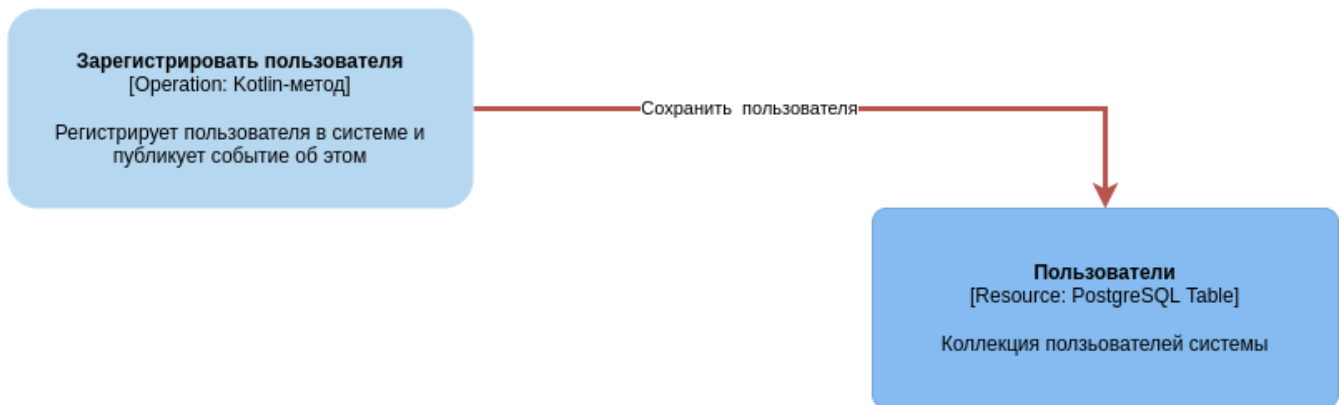 Зарегистрировать пользователя
[Operation: Kotlin-метод]
Регистрирует пользователя в системе и
публикует событие об этом
Сохранить пользователя
Пользователи
[Resource: PostgreSQL Table]
Коллекция ползьователей системы